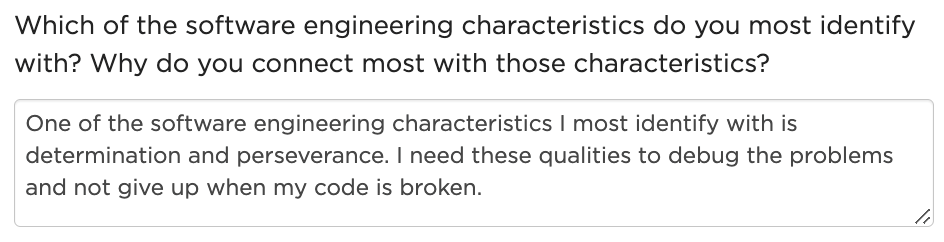 Which of the software engineering characteristics do you most identify
with? Why do you connect most with those characteristics?
One of the software engineering characteristics I most identify with is
determination and perseverance. I need these qualities to debug the problems
and not give up when my code is broken.